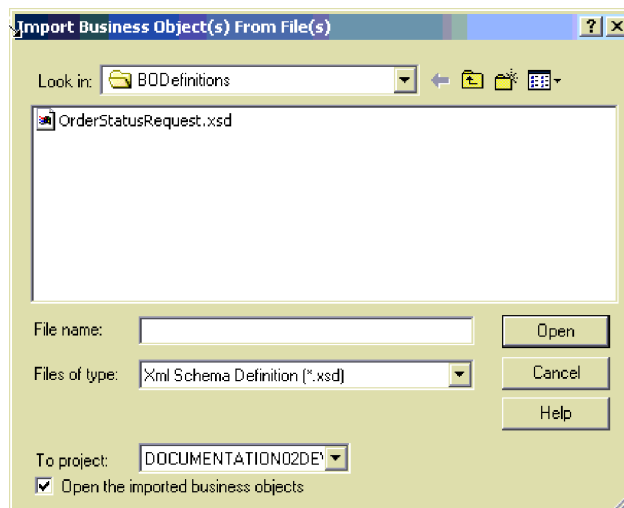 Import Business Object(s) From File(s)
Look in: BODefinitions
OrderStatusRequest.xsd
File name:
Open
Files of type: Xml Schema Definition (*.xsd)
Cancel
Help
To project: DOCUMENTATION02DE
Open the imported business objects